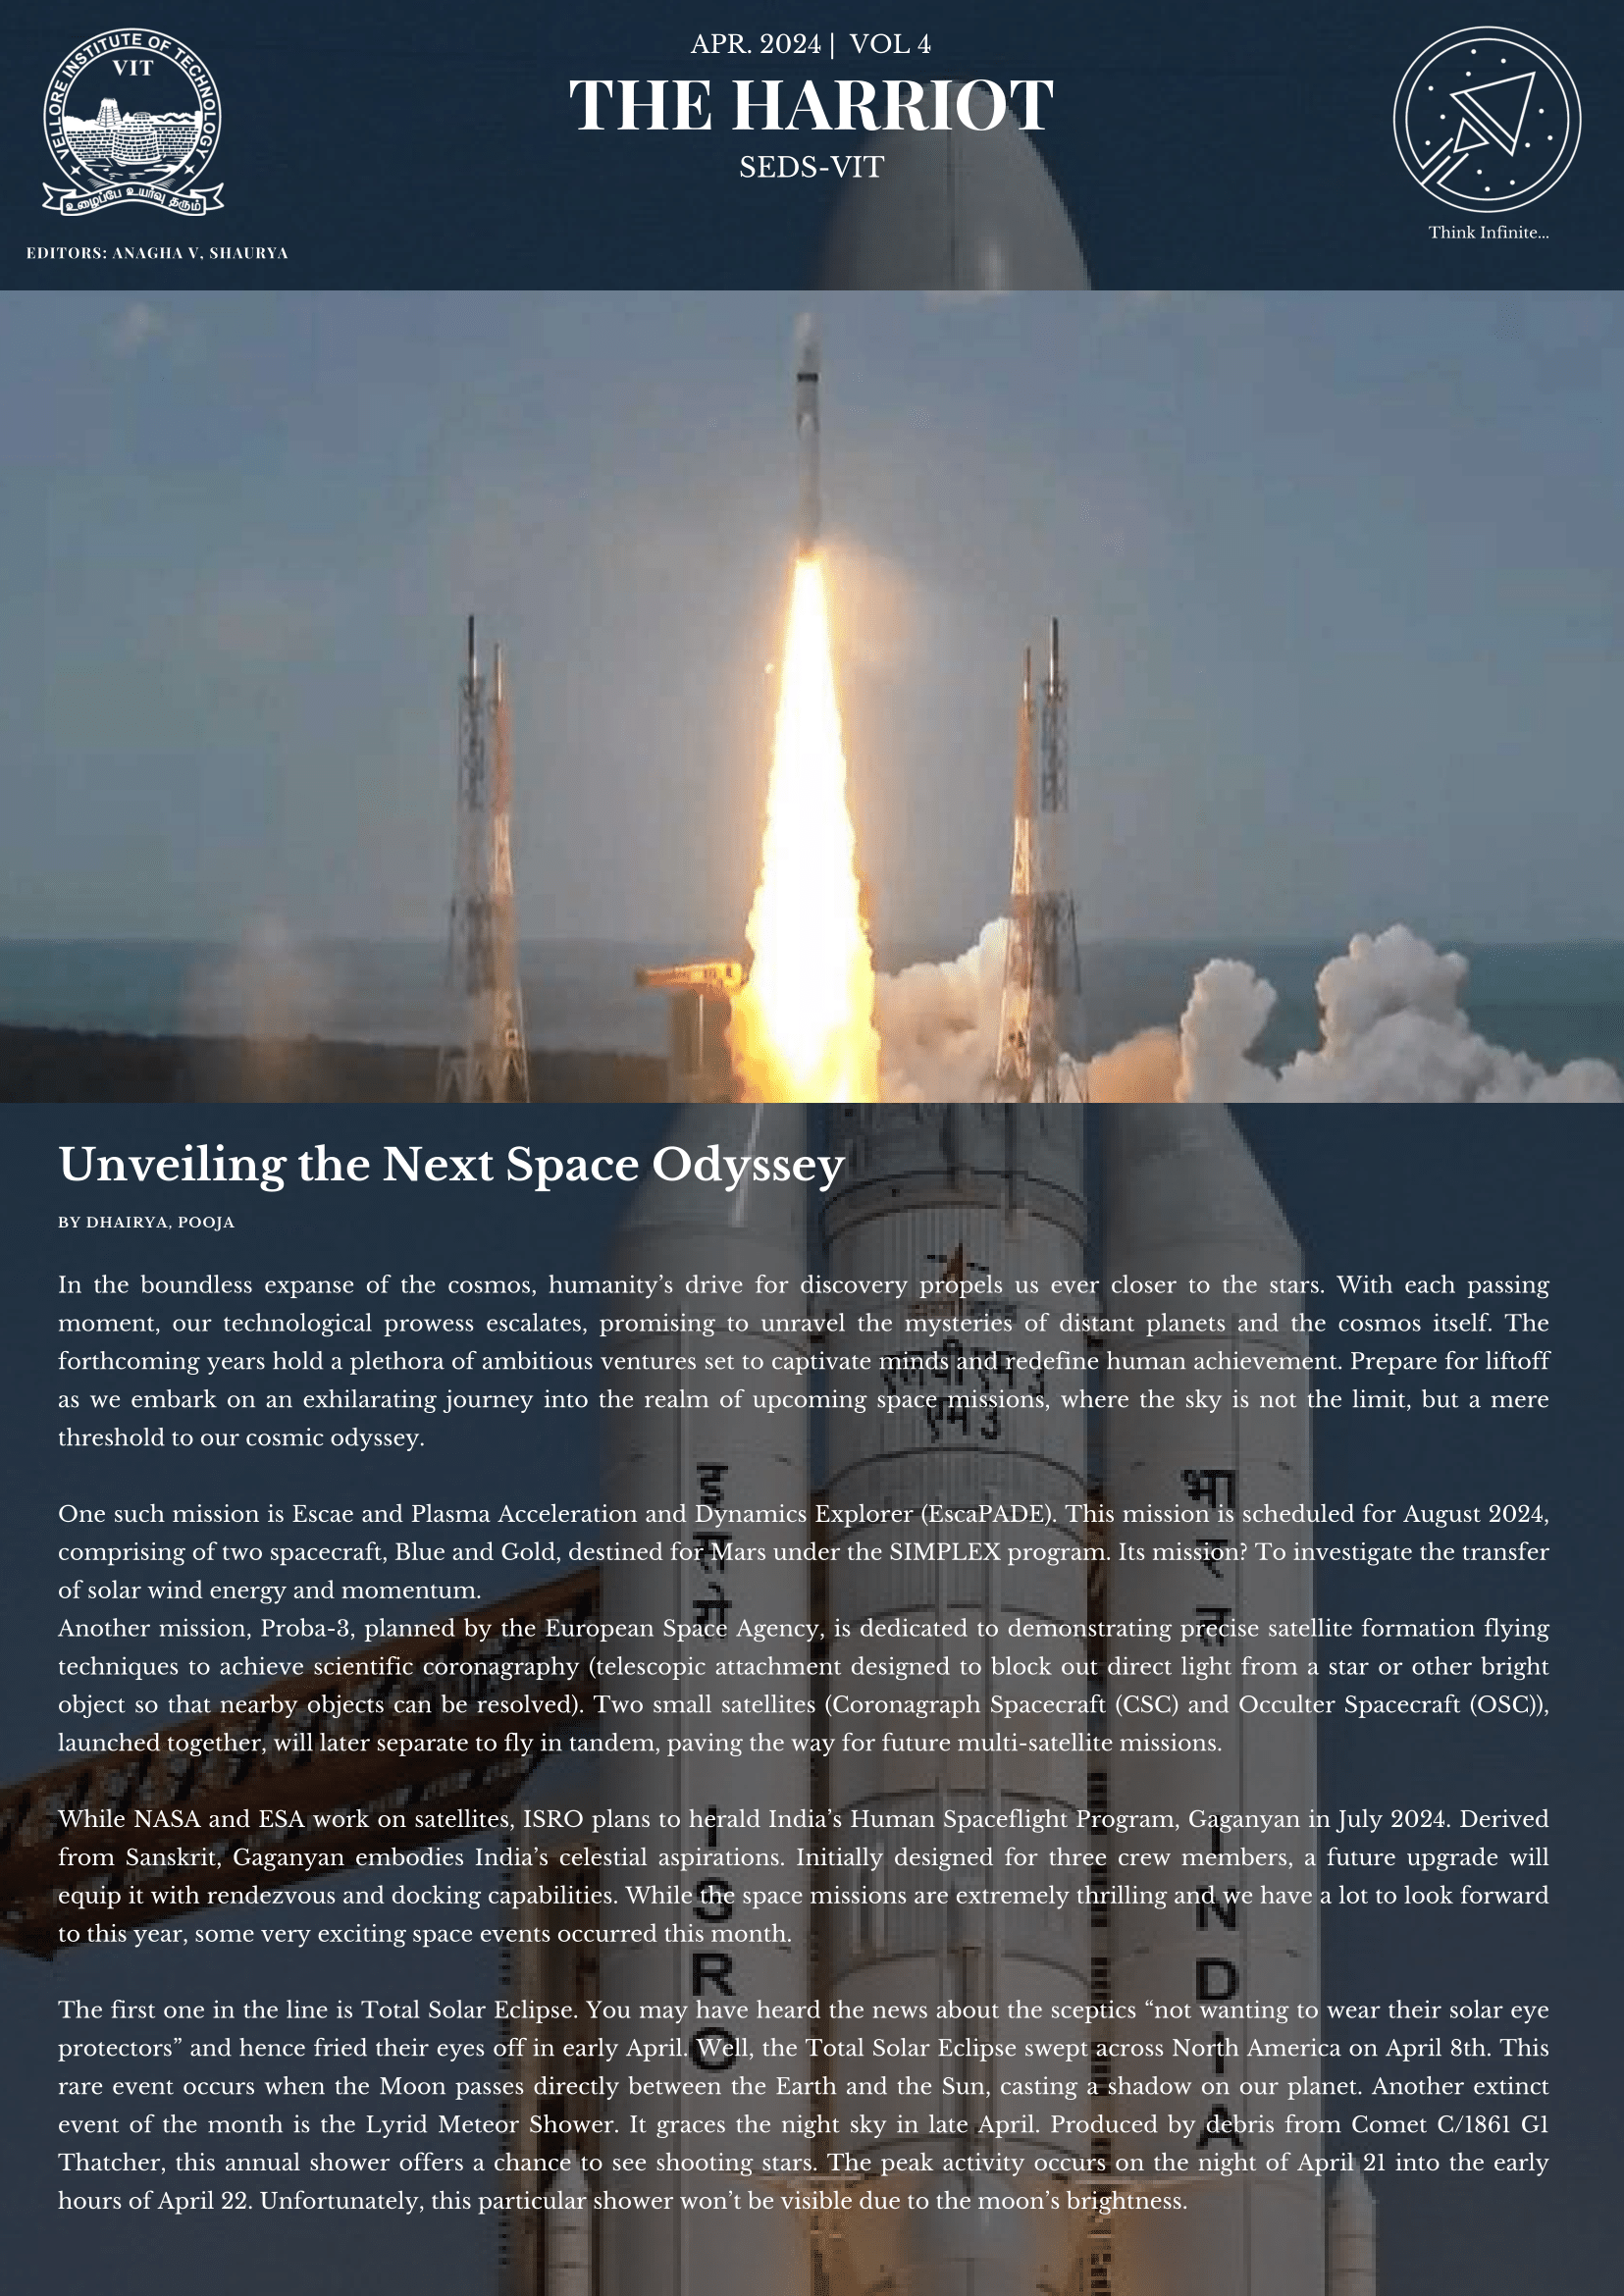 VELLORE INSTITUTE OF TECHNOLOGY
VIT
உழைப்பே உயர்வு தரும்
EDITORS: ANAGHA V, SHAURYA
APR. 2024 | VOL 4
THE HARRIOT
SEDS-VIT
Think Infinite...
Unveiling the Next Space Odyssey
BY DHAIRYA, POOJA
In the boundless expanse of the cosmos, humanity’s drive for discovery propels us ever closer to the stars. With each passing
moment, our technological prowess escalates, promising to unravel the mysteries of distant planets and the cosmos itself. The
forthcoming years hold a plethora of ambitious ventures set to captivate minds and redefine human achievement. Prepare for liftoff
as we embark on an exhilarating journey into the realm of upcoming space missions, where the sky is not the limit, but a mere
threshold to our cosmic odyssey.
One such mission is Escae and Plasma Acceleration and Dynamics Explorer (EscaPADE). This mission is scheduled for August 2024,
comprising of two spacecraft, Blue and Gold, destined for Mars under the SIMPLEX program. Its mission? To investigate the transfer
of solar wind energy and momentum.
Another mission, Proba-3, planned by the European Space Agency, is dedicated to demonstrating precise satellite formation flying
techniques to achieve scientific coronagraphy (telescopic attachment designed to block out direct light from a star or other bright
object so that nearby objects can be resolved). Two small satellites (Coronagraph Spacecraft (CSC) and Occulter Spacecraft (OSC)),
launched together, will later separate to fly in tandem, paving the way for future multi-satellite missions.
While NASA and ESA work on satellites, ISRO plans to herald India’s Human Spaceflight Program, Gaganyan in July 2024. Derived
from Sanskrit, Gaganyan embodies India’s celestial aspirations. Initially designed for three crew members, a future upgrade will
equip it with rendezvous and docking capabilities. While the space missions are extremely thrilling and we have a lot to look forward
to this year, some very exciting space events occurred this month.
The first one in the line is Total Solar Eclipse. You may have heard the news about the sceptics “not wanting to wear their solar eye
protectors” and hence fried their eyes off in early April. Well, the Total Solar Eclipse swept across North America on April 8th. This
rare event occurs when the Moon passes directly between the Earth and the Sun, casting a shadow on our planet. Another extinct
event of the month is the Lyrid Meteor Shower. It graces the night sky in late April. Produced by debris from Comet C/1861 G1
Thatcher, this annual shower offers a chance to see shooting stars. The peak activity occurs on the night of April 21 into the early
hours of April 22. Unfortunately, this particular shower won’t be visible due to the moon’s brightness.
इसरो
ISRO
भारत
INDIA